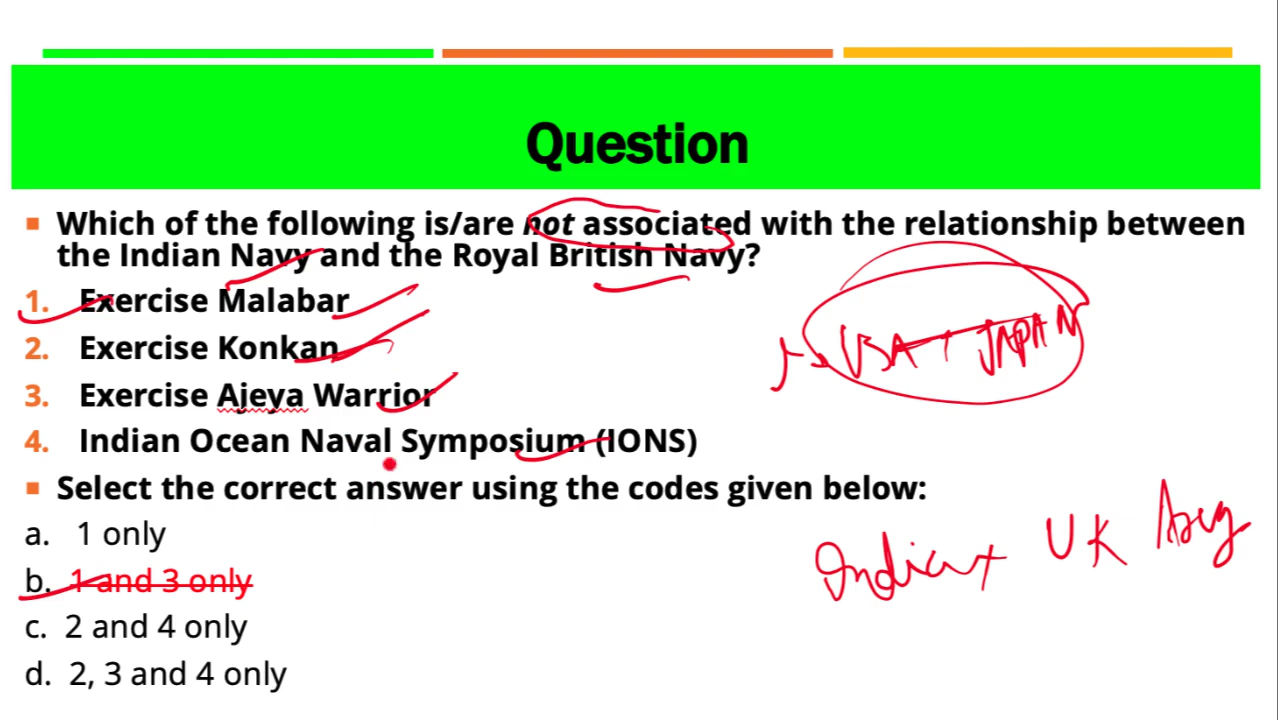 Question
Which of the following is/are not associated with the relationship between
the Indian Navy and the Royal British Navy?
1. Exercise Malabar
2. Exercise Konkan
USA + JAPAN
3. Exercise Ajeya Warrior
4. Indian Ocean Naval Symposium (IONS)
Select the correct answer using the codes given below:
a. 1 only
India + UK
b. 1 and 3 only
c. 2 and 4 only
d. 2, 3 and 4 only